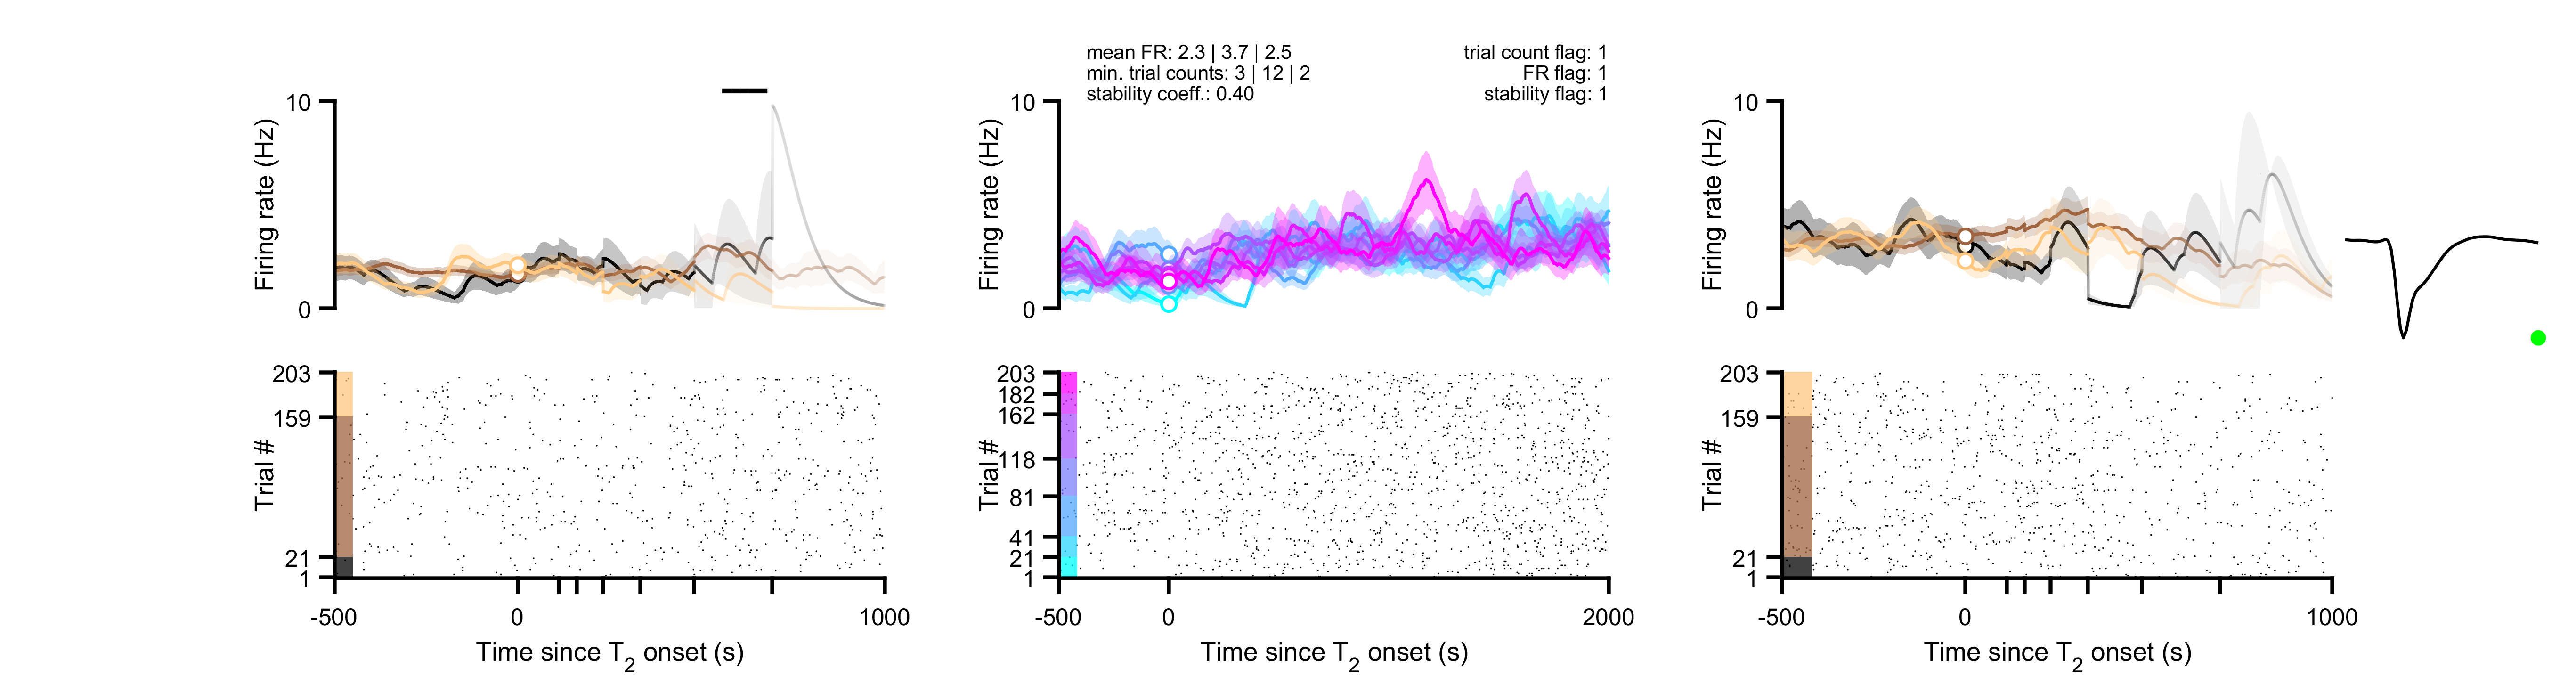 mean FR: 2.3 | 3.7 | 2.5
min. trial counts: 3 | 12 | 2
stability coeff.: 0.40
trial count flag: 1
FR flag: 1
stability flag: 1
10
0
Firing rate (Hz)
10
0
Firing rate (Hz)
10
0
Firing rate (Hz)
203
159
21
1
Trial #
-500
0
1000
Time since T2 onset (s)
203
182
162
118
81
41
21
1
Trial #
-500
0
2000
Time since T2 onset (s)
203
159
21
1
Trial #
-500
0
1000
Time since T2 onset (s)